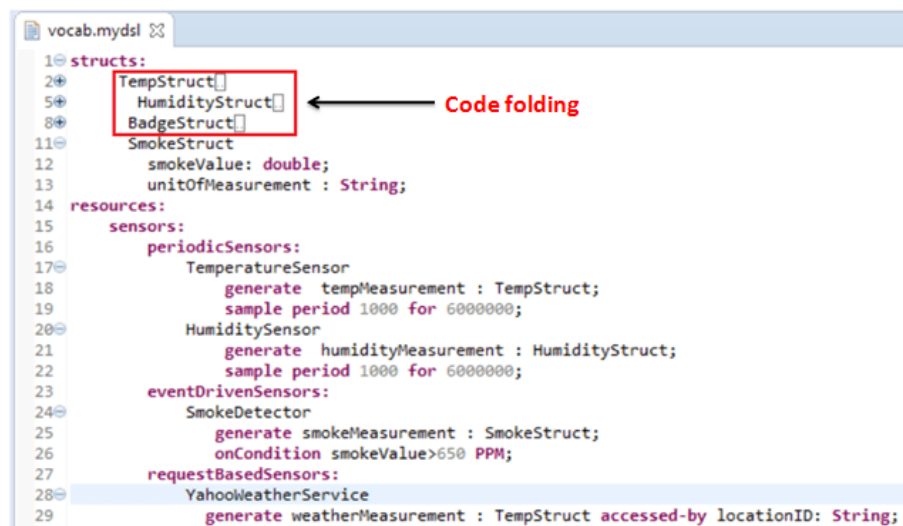 vocab.mydsl
1 structs:
2 TempStruct
5 HumidityStruct
Code folding
8 BadgeStruct
11 SmokeStruct
12 smokeValue: double;
13 unitOfMeasurement : String;
14 resources:
15 sensors:
16 periodicSensors:
17 TemperatureSensor
18 generate tempMeasurement : TempStruct;
19 sample period 1000 for 6000000;
20 HumiditySensor
21 generate humidityMeasurement : HumidityStruct;
22 sample period 1000 for 6000000;
23 eventDrivenSensors:
24 SmokeDetector
25 generate smokeMeasurement : SmokeStruct;
26 onCondition smokeValue>650 PPM;
27 requestBasedSensors:
28 YahooWeatherService
29 generate weatherMeasurement : TempStruct accessed-by locationID: String;